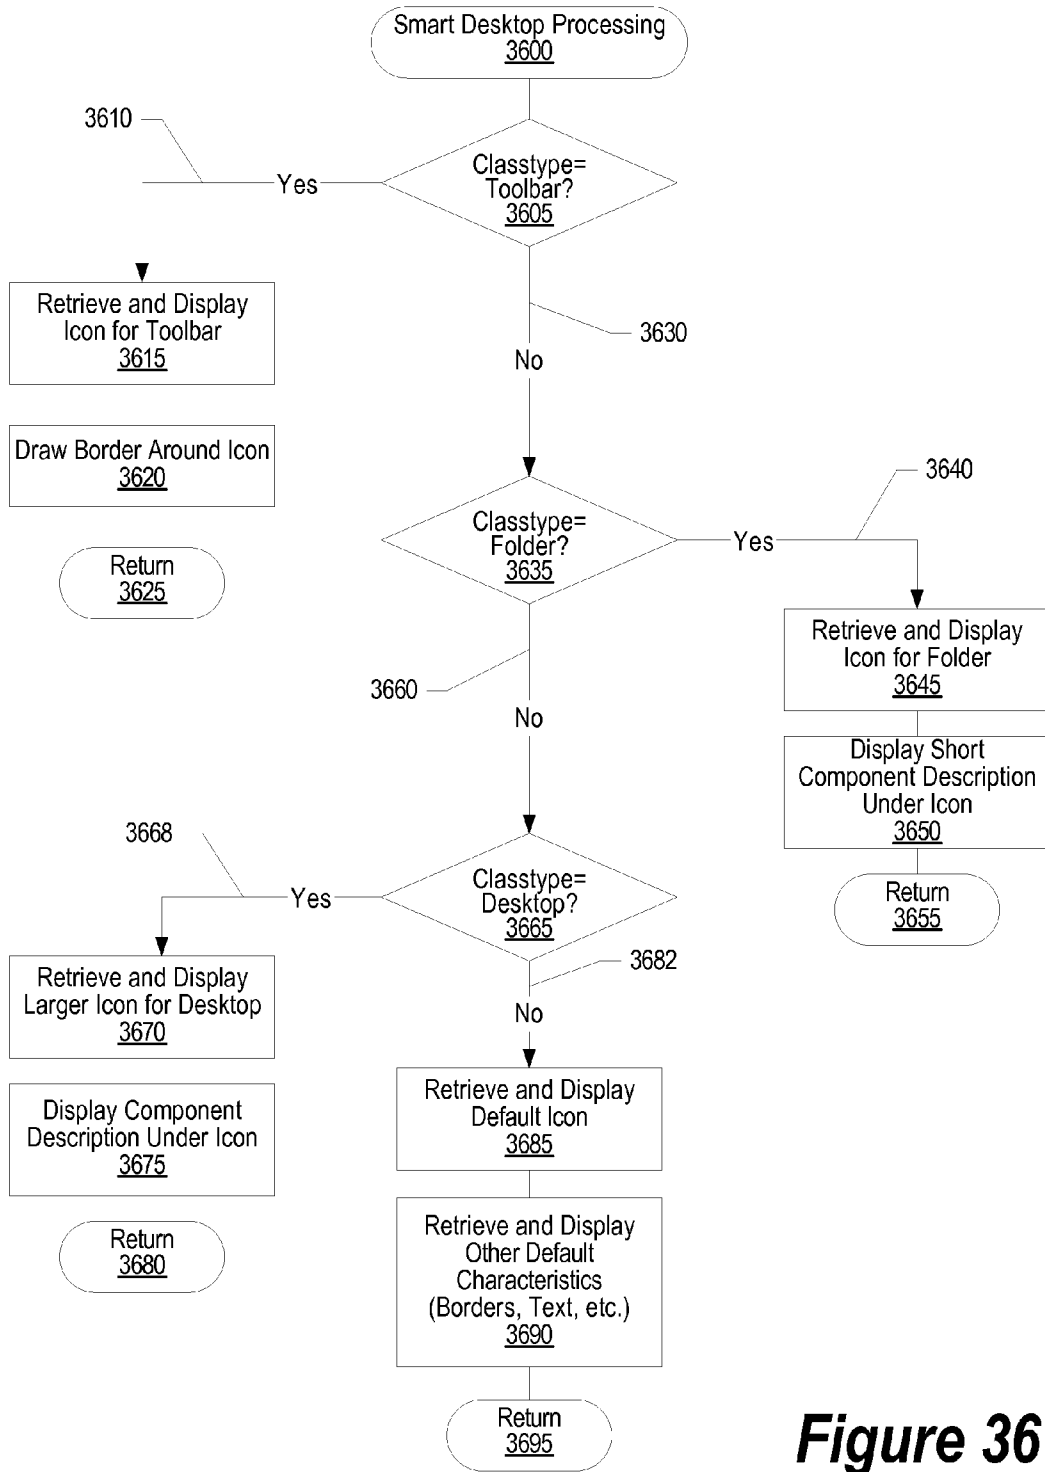 Smart Desktop Processing
3600
3610
Classtype=
Toolbar?
3605
Yes
Retrieve and Display
Icon for Toolbar
3615
3630
No
Draw Border Around Icon
3620
Classtype=
Folder?
3635
Yes
3640
Return
3625
Retrieve and Display
Icon for Folder
3645
3660
No
Display Short
Component Description
Under Icon
3650
3668
Yes
Classtype=
Desktop?
3665
Return
3655
3682
No
Retrieve and Display
Larger Icon for Desktop
3670
Display Component
Description Under Icon
3675
Retrieve and Display
Default Icon
3685
Return
3680
Retrieve and Display
Other Default
Characteristics
(Borders, Text, etc.)
3690
Return
3695
Figure 36